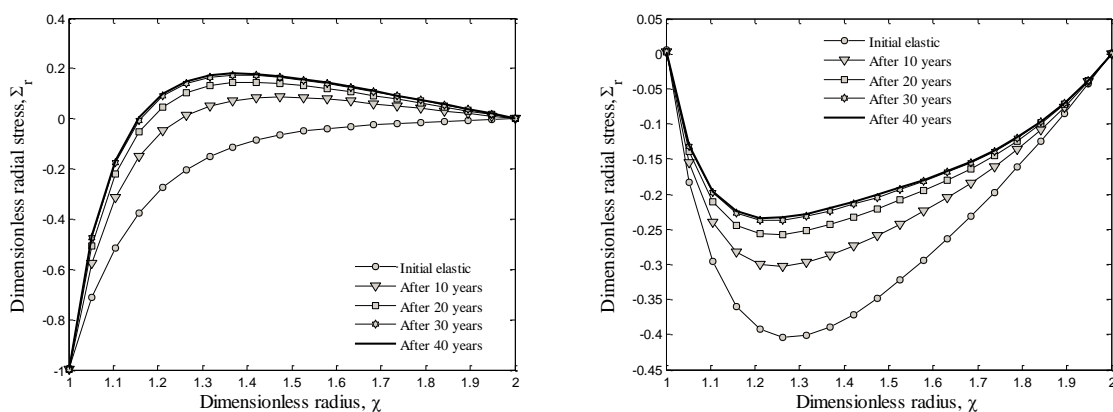 0.4
0.2
0
-0.2
-0.4
-0.6
-0.8
-1
1
1.1
1.2
1.3
1.4
1.5
1.6
1.7
1.8
1.9
2
Dimensionless radial stress, Σ_r
Dimensionless radius, χ
Initial elastic
After 10 years
After 20 years
After 30 years
After 40 years
0.05
0
-0.05
-0.1
-0.15
-0.2
-0.25
-0.3
-0.35
-0.4
-0.45
1
1.1
1.2
1.3
1.4
1.5
1.6
1.7
1.8
1.9
2
Dimensionless radial stress, Σ_r
Dimensionless radius, χ
Initial elastic
After 10 years
After 20 years
After 30 years
After 40 years